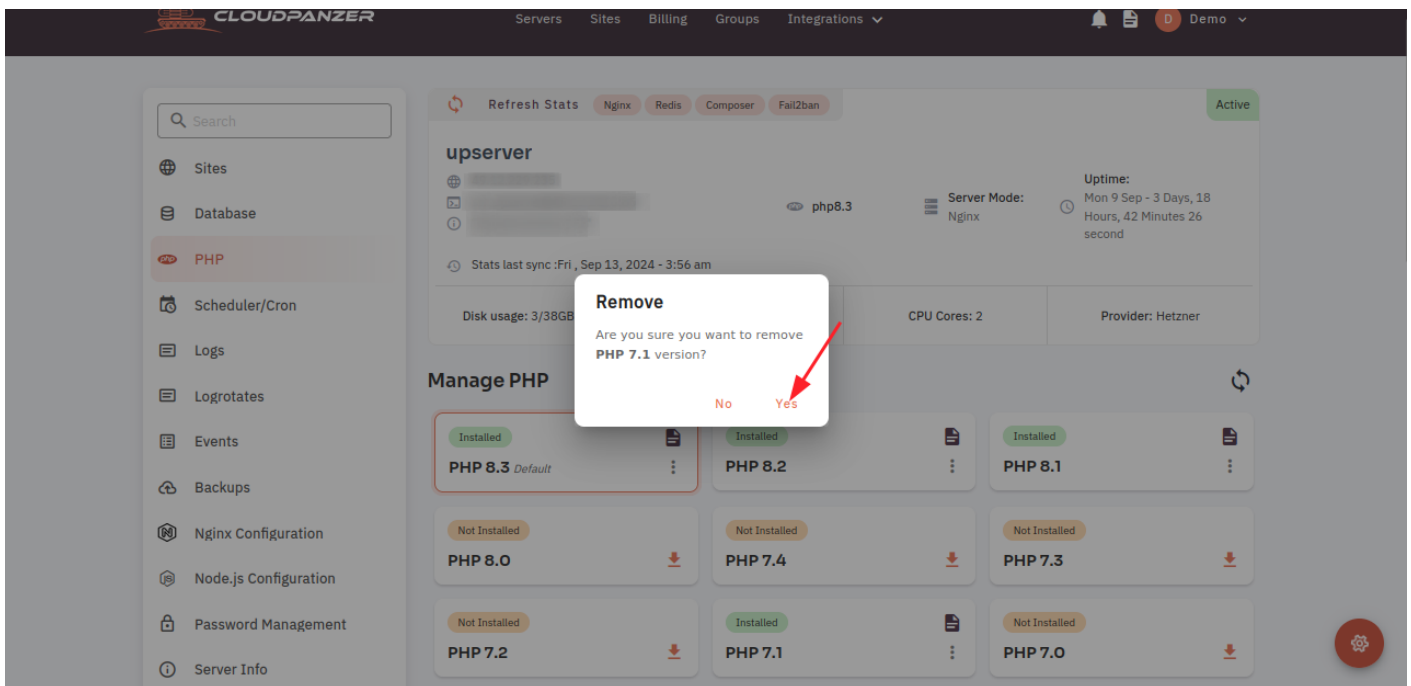 CLOUDPANZER
Servers Sites Billing Groups Integrations
D Demo
Search
Sites
Database
PHP
Scheduler/Cron
Logs
Logrotates
Events
Backups
Nginx Configuration
Node.js Configuration
Password Management
Server Info
Refresh Stats Nginx Redis Composer Fail2ban
Active
upserver
php8.3
Server Mode:
Nginx
Uptime:
Mon 9 Sep - 3 Days, 18
Hours, 42 Minutes 26
second
Stats last sync :Fri , Sep 13, 2024 - 3:56 am
Disk usage: 3/38GB
CPU Cores: 2
Provider: Hetzner
Remove
Are you sure you want to remove
PHP 7.1 version?
No Yes
Manage PHP
Installed
PHP 8.3 Default
Installed
PHP 8.2
Installed
PHP 8.1
Not Installed
PHP 8.0
Not Installed
PHP 7.4
Not Installed
PHP 7.3
Not Installed
PHP 7.2
Installed
PHP 7.1
Not Installed
PHP 7.0